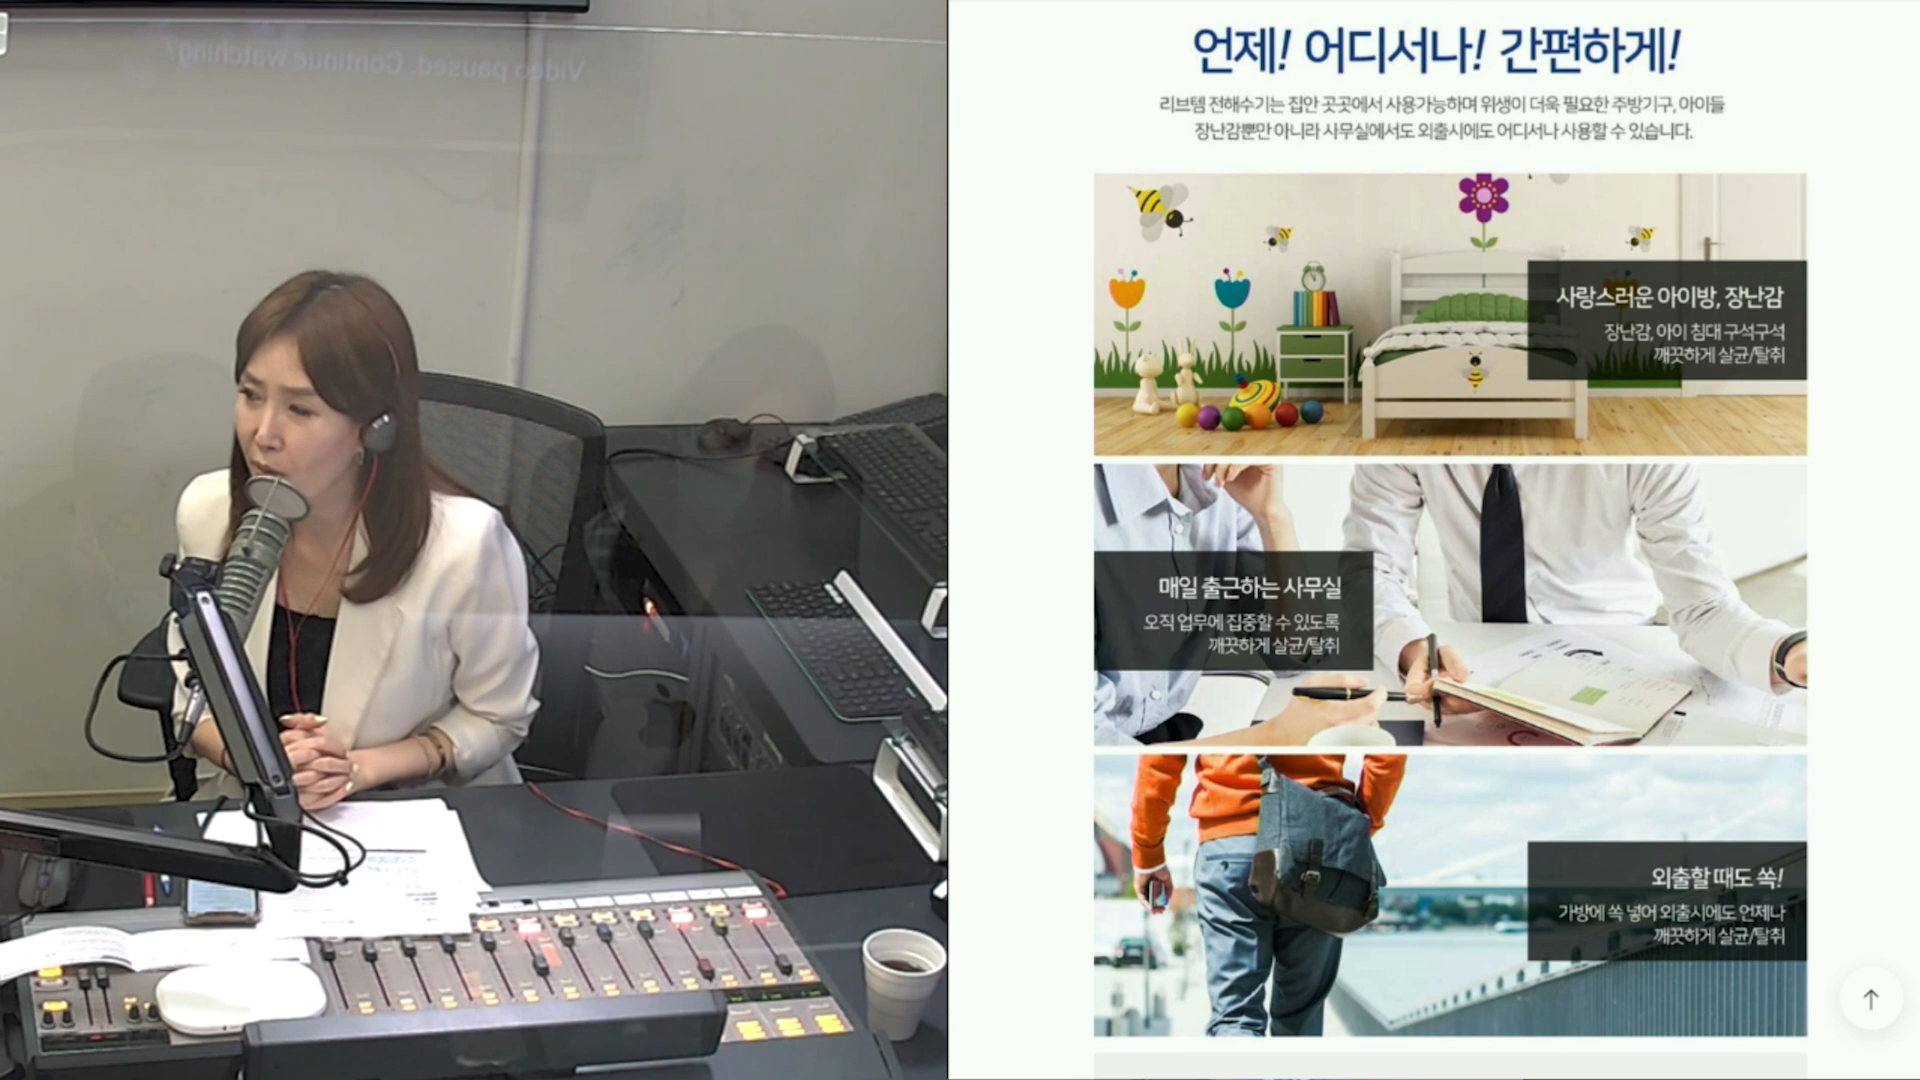 Video paused. Continue watching?
언제! 어디서나! 간편하게!
리브템 전해수기는 집안 곳곳에서 사용가능하며 위생이 더욱 필요한 주방기구, 아이들
장난감뿐만 아니라 사무실에서도 외출시에도 어디서나 사용할 수 있습니다.
사랑스러운 아이방, 장난감
장난감, 아이 침대 구석구석
깨끗하게 살균/탈취
매일 출근하는 사무실
오직 업무에 집중할 수 있도록
깨끗하게 살균/탈취
외출할 때도 쏙!
가방에 쏙 넣어 외출시에도 언제나
깨끗하게 살균/탈취